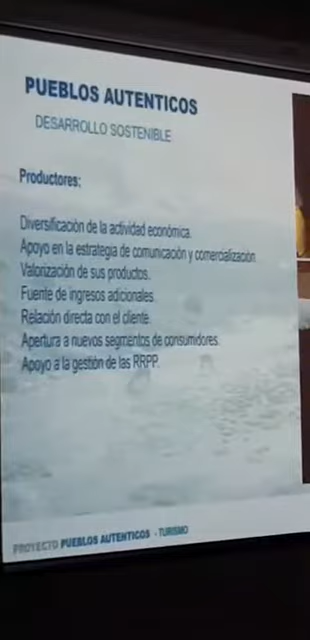 PUEBLOS AUTENTICOS
DESARROLLO SOSTENIBLE
Productores:
Diversificación de la actividad económica.
Apoyo en la estrategia de comunicación y comercialización.
Valorización de sus productos.
Fuente de ingresos adicionales.
Relación directa con el cliente.
Apertura a nuevos segmentos de consumidores.
Apoyo a la gestión de las RRPP.
PROYECTO PUEBLOS AUTENTICOS - TURISMO